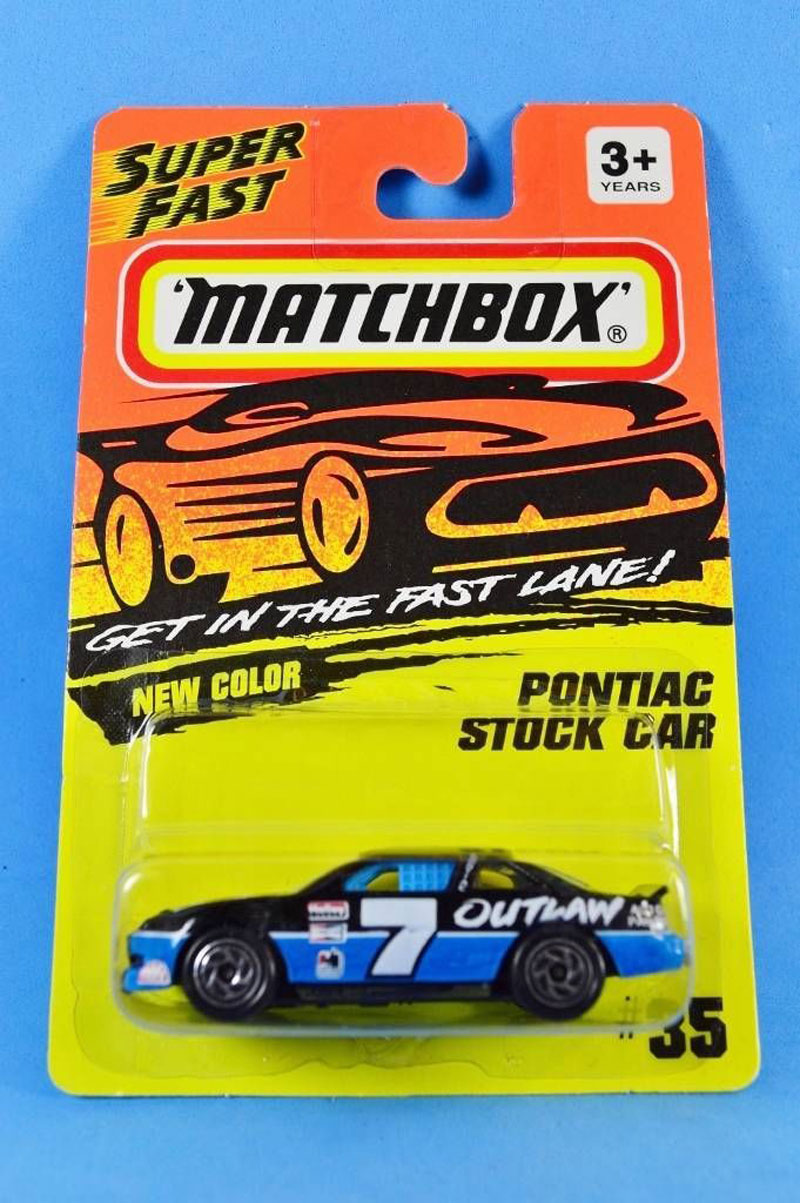 SUPER
FAST
3+
YEARS
'MATCHBOX'®
GET IN THE FAST LANE!
NEW COLOR
PONTIAC
STOCK CAR
7
OUTLAW
#35